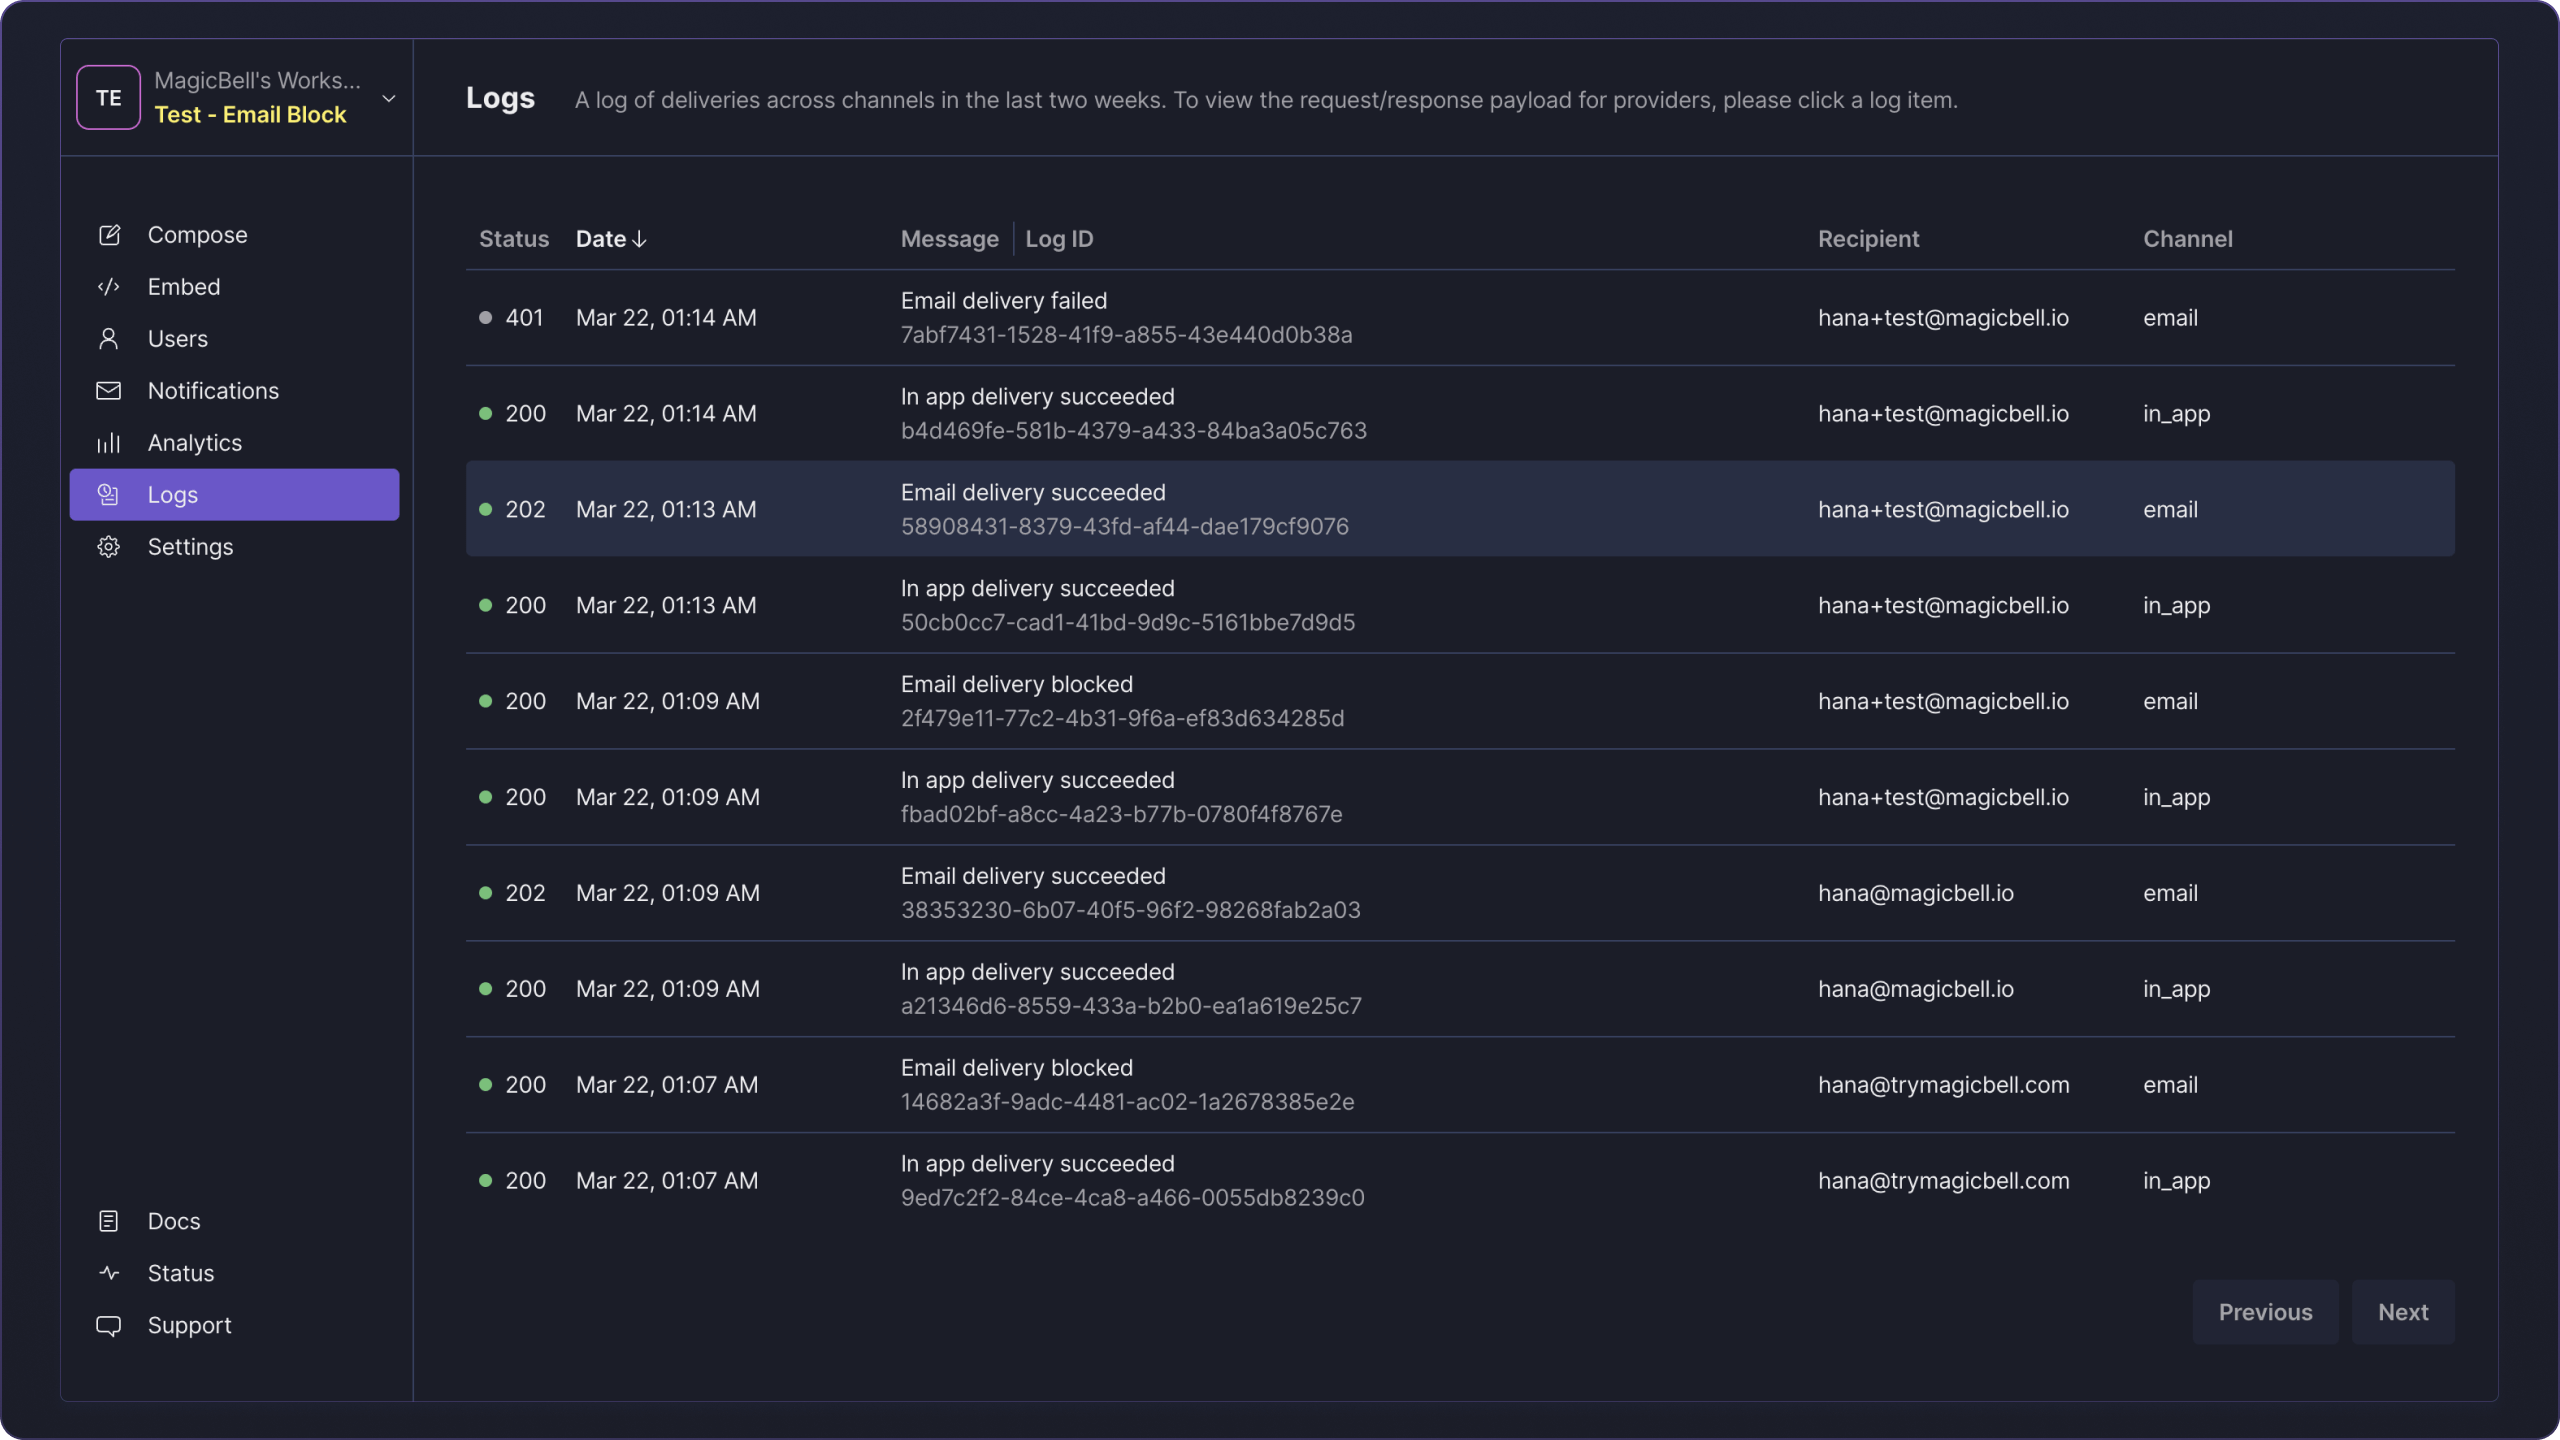 TE
MagicBell's Works...
Test - Email Block
Logs
A log of deliveries across channels in the last two weeks. To view the request/response payload for providers, please click a log item.
Compose
Embed
Users
Notifications
Analytics
Logs
Settings
Docs
Status
Support
Status Date↓ Message Log ID Recipient Channel
401 Mar 22, 01:14 AM Email delivery failed hana+test@magicbell.io email
7abf7431-1528-41f9-a855-43e440d0b38a
200 Mar 22, 01:14 AM In app delivery succeeded hana+test@magicbell.io in_app
b4d469fe-581b-4379-a433-84ba3a05c763
202 Mar 22, 01:13 AM Email delivery succeeded hana+test@magicbell.io email
58908431-8379-43fd-af44-dae179cf9076
200 Mar 22, 01:13 AM In app delivery succeeded hana+test@magicbell.io in_app
50cb0cc7-cad1-41bd-9d9c-5161bbe7d9d5
200 Mar 22, 01:09 AM Email delivery blocked hana+test@magicbell.io email
2f479e11-77c2-4b31-9f6a-ef83d634285d
200 Mar 22, 01:09 AM In app delivery succeeded hana+test@magicbell.io in_app
fbad02bf-a8cc-4a23-b77b-0780f4f8767e
202 Mar 22, 01:09 AM Email delivery succeeded hana@magicbell.io email
38353230-6b07-40f5-96f2-98268fab2a03
200 Mar 22, 01:09 AM In app delivery succeeded hana@magicbell.io in_app
a21346d6-8559-433a-b2b0-ea1a619e25c7
200 Mar 22, 01:07 AM Email delivery blocked hana@trymagicbell.com email
14682a3f-9adc-4481-ac02-1a2678385e2e
200 Mar 22, 01:07 AM In app delivery succeeded hana@trymagicbell.com in_app
9ed7c2f2-84ce-4ca8-a466-0055db8239c0
Previous Next